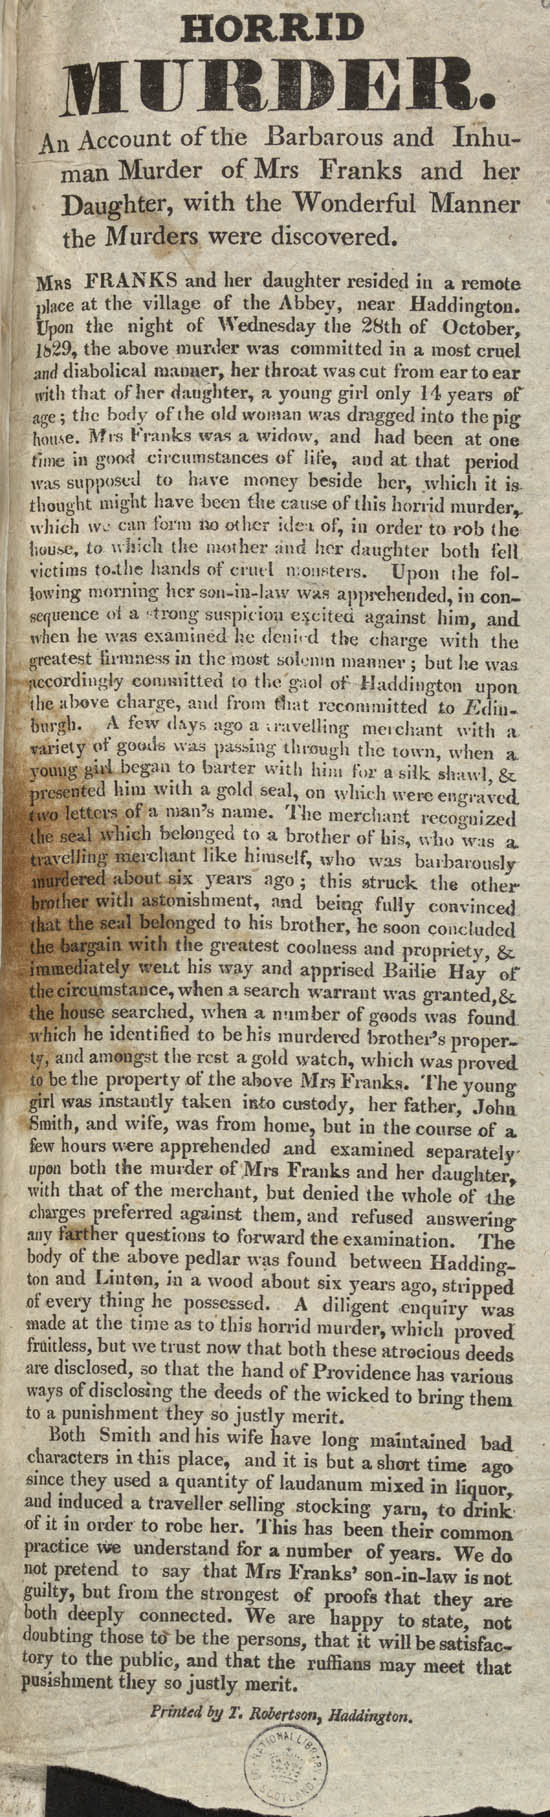 HORRID
MURDER.
An Account of the Barbarous and Inhu-
man Murder of Mrs Franks and her
Daughter, with the Wonderful Manner
the Murders were discovered.
MRS FRANKS and her daughter resided in a remote
place at the village of the Abbey, near Haddington.
Upon the night of Wednesday the 28th of October,
1829, the above murder was committed in a most cruel
and diabolical manner, her throat was cut from ear to ear
with that of her daughter, a young girl only 14 years of
age; the body of the old woman was dragged into the pig
house. Mrs Franks was a widow, and had been at one
time in good circumstances of life, and at that period
was supposed to have money beside her, which it is
thought might have been the cause of this horrid murder,
which we can form no other idea of, in order to rob the
house, to which the mother and her daughter both fell
victims to the hands of cruel monsters. Upon the fol-
lowing morning her son-in-law was apprehended, in con-
sequence of a strong suspicion excited against him, and
when he was examined he denied the charge with the
greatest firmness in the most solemn manner; but he was
accordingly committed to the gaol of Haddington upon
the above charge, and from that recommitted to Edin-
burgh. A few days ago a travelling merchant with a
variety of goods was passing through the town, when a
young girl began to barter with him for a silk shawl, &
presented him with a gold seal, on which were engraved
two letters of a man's name. The merchant recognized
the seal which belonged to a brother of his, who was a
travelling merchant like himself, who was barbarously
murdered about six years ago; this struck the other
brother with astonishment, and being fully convinced
that the seal belonged to his brother, he soon concluded
the bargain with the greatest coolness and propriety, &
immediately went his way and apprised Bailie Hay of
the circumstance, when a search warrant was granted, &
the house searched, when a number of goods was found
which he identified to be his murdered brother's proper-
ty, and amongst the rest a gold watch, which was proved
to be the property of the above Mrs Franks. The young
girl was instantly taken into custody, her father, John
Smith, and wife, was from home, but in the course of a
few hours were apprehended and examined separately
upon both the murder of Mrs Franks and her daughter,
with that of the merchant, but denied the whole of the
charges preferred against them, and refused answering
any farther questions to forward the examination. The
body of the above pedlar was found between Hadding-
ton and Linton, in a wood about six years ago, stripped
of every thing he possessed. A diligent enquiry was
made at the time as to this horrid murder, which proved
fruitless, but we trust now that both these atrocious deeds
are disclosed, so that the hand of Providence has various
ways of disclosing the deeds of the wicked to bring them
to a punishment they so justly merit.
Both Smith and his wife have long maintained bad
characters in this place, and it is but a short time ago
since they used a quantity of laudanum mixed in liquor,
and induced a traveller selling stocking yarn, to drink
of it in order to robe her. This has been their common
practice we understand for a number of years. We do
not pretend to say that Mrs Franks' son-in-law is not
guilty, but from the strongest of proofs that they are
both deeply connected. We are happy to state, not
doubting those to be the persons, that it will be satisfac-
tory to the public, and that the ruffians may meet that
pusishment they so justly merit.
Printed by T. Robertson, Haddington.
NATIONAL LIBRARY
SCOTLAND